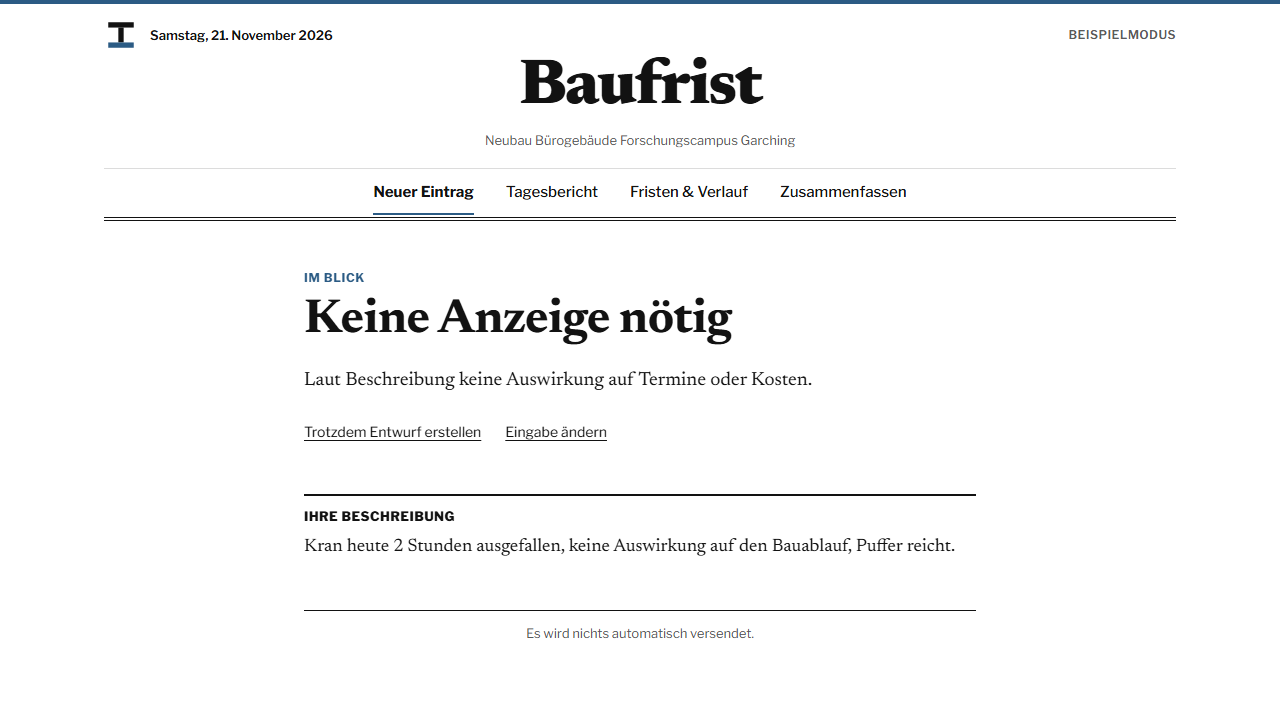 Samstag, 21. November 2026
BEISPIELMODUS
Baufrist
Neubau Bürogebäude Forschungscampus Garching
Neuer Eintrag
Tagesbericht
Fristen & Verlauf
Zusammenfassen
IM BLICK
Keine Anzeige nötig
Laut Beschreibung keine Auswirkung auf Termine oder Kosten.
Trotzdem Entwurf erstellen
Eingabe ändern
IHRE BESCHREIBUNG
Kran heute 2 Stunden ausgefallen, keine Auswirkung auf den Bauablauf, Puffer reicht.
Es wird nichts automatisch versendet.